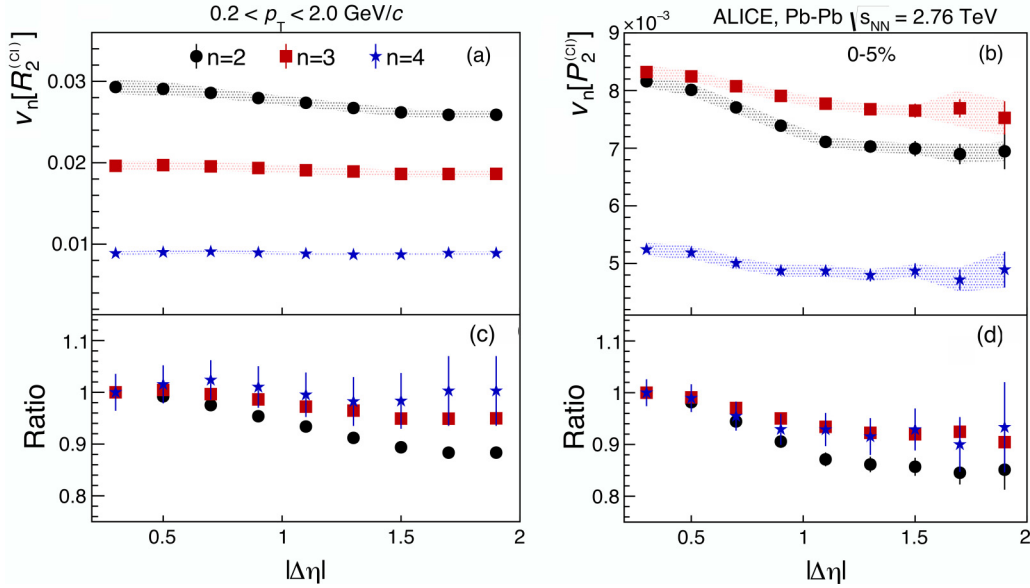 0.2 < p_T < 2.0 GeV/c
ALICE, Pb-Pb √s_NN = 2.76 TeV
n=2 n=3 n=4
(a)
v_n[R_2^(CI)]
0.03
0.02
0.01
×10^−3
0-5%
(b)
v_n[P_2^(CI)]
9
8
7
6
5
(c)
Ratio
1.1
1
0.9
0.8
0.5 1 1.5 2
|Δη|
(d)
Ratio
1.1
1
0.9
0.8
0.5 1 1.5 2
|Δη|